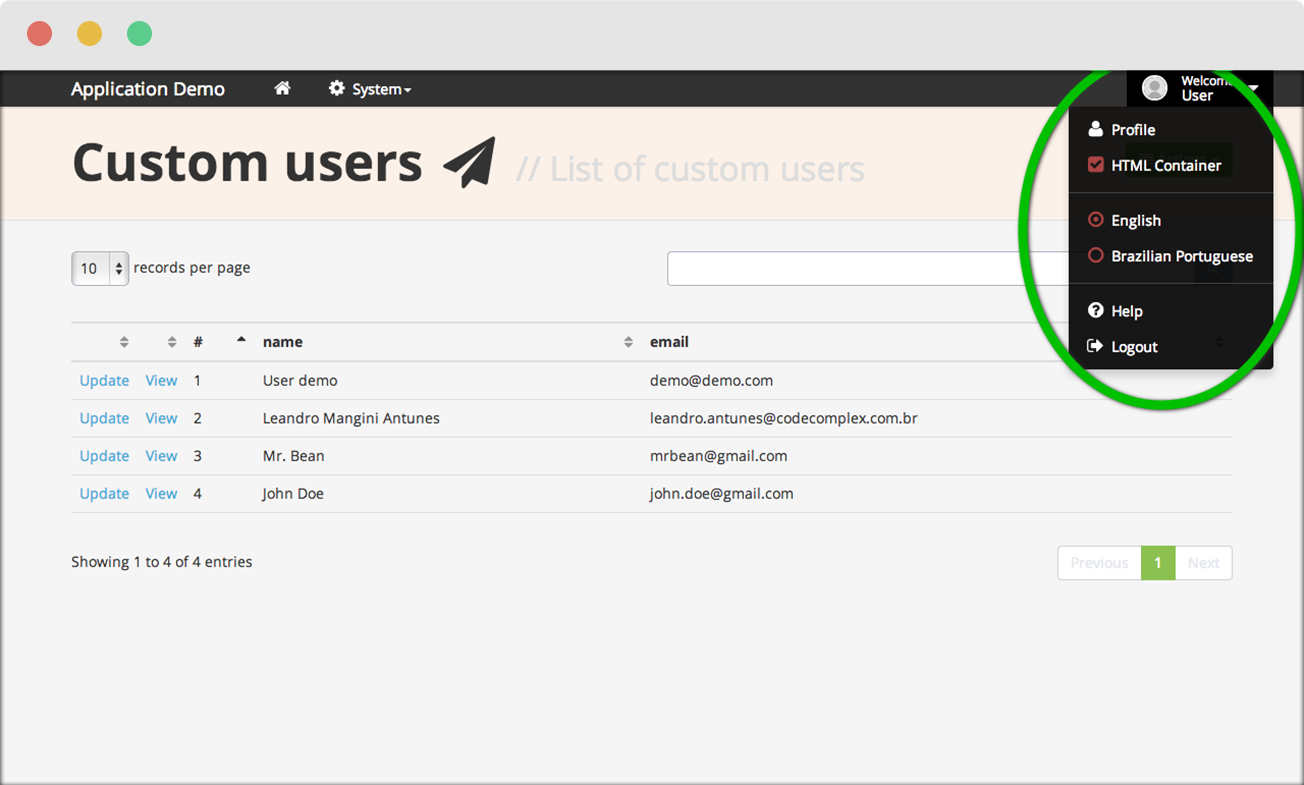 Application Demo System Welcome
User
Custom users // List of custom users
Profile
HTML Container
English
Brazilian Portuguese
Help
Logout
10 records per page
# name email
Update View 1 User demo demo@demo.com
Update View 2 Leandro Mangini Antunes leandro.antunes@codecomplex.com.br
Update View 3 Mr. Bean mrbean@gmail.com
Update View 4 John Doe john.doe@gmail.com
Showing 1 to 4 of 4 entries Previous 1 Next